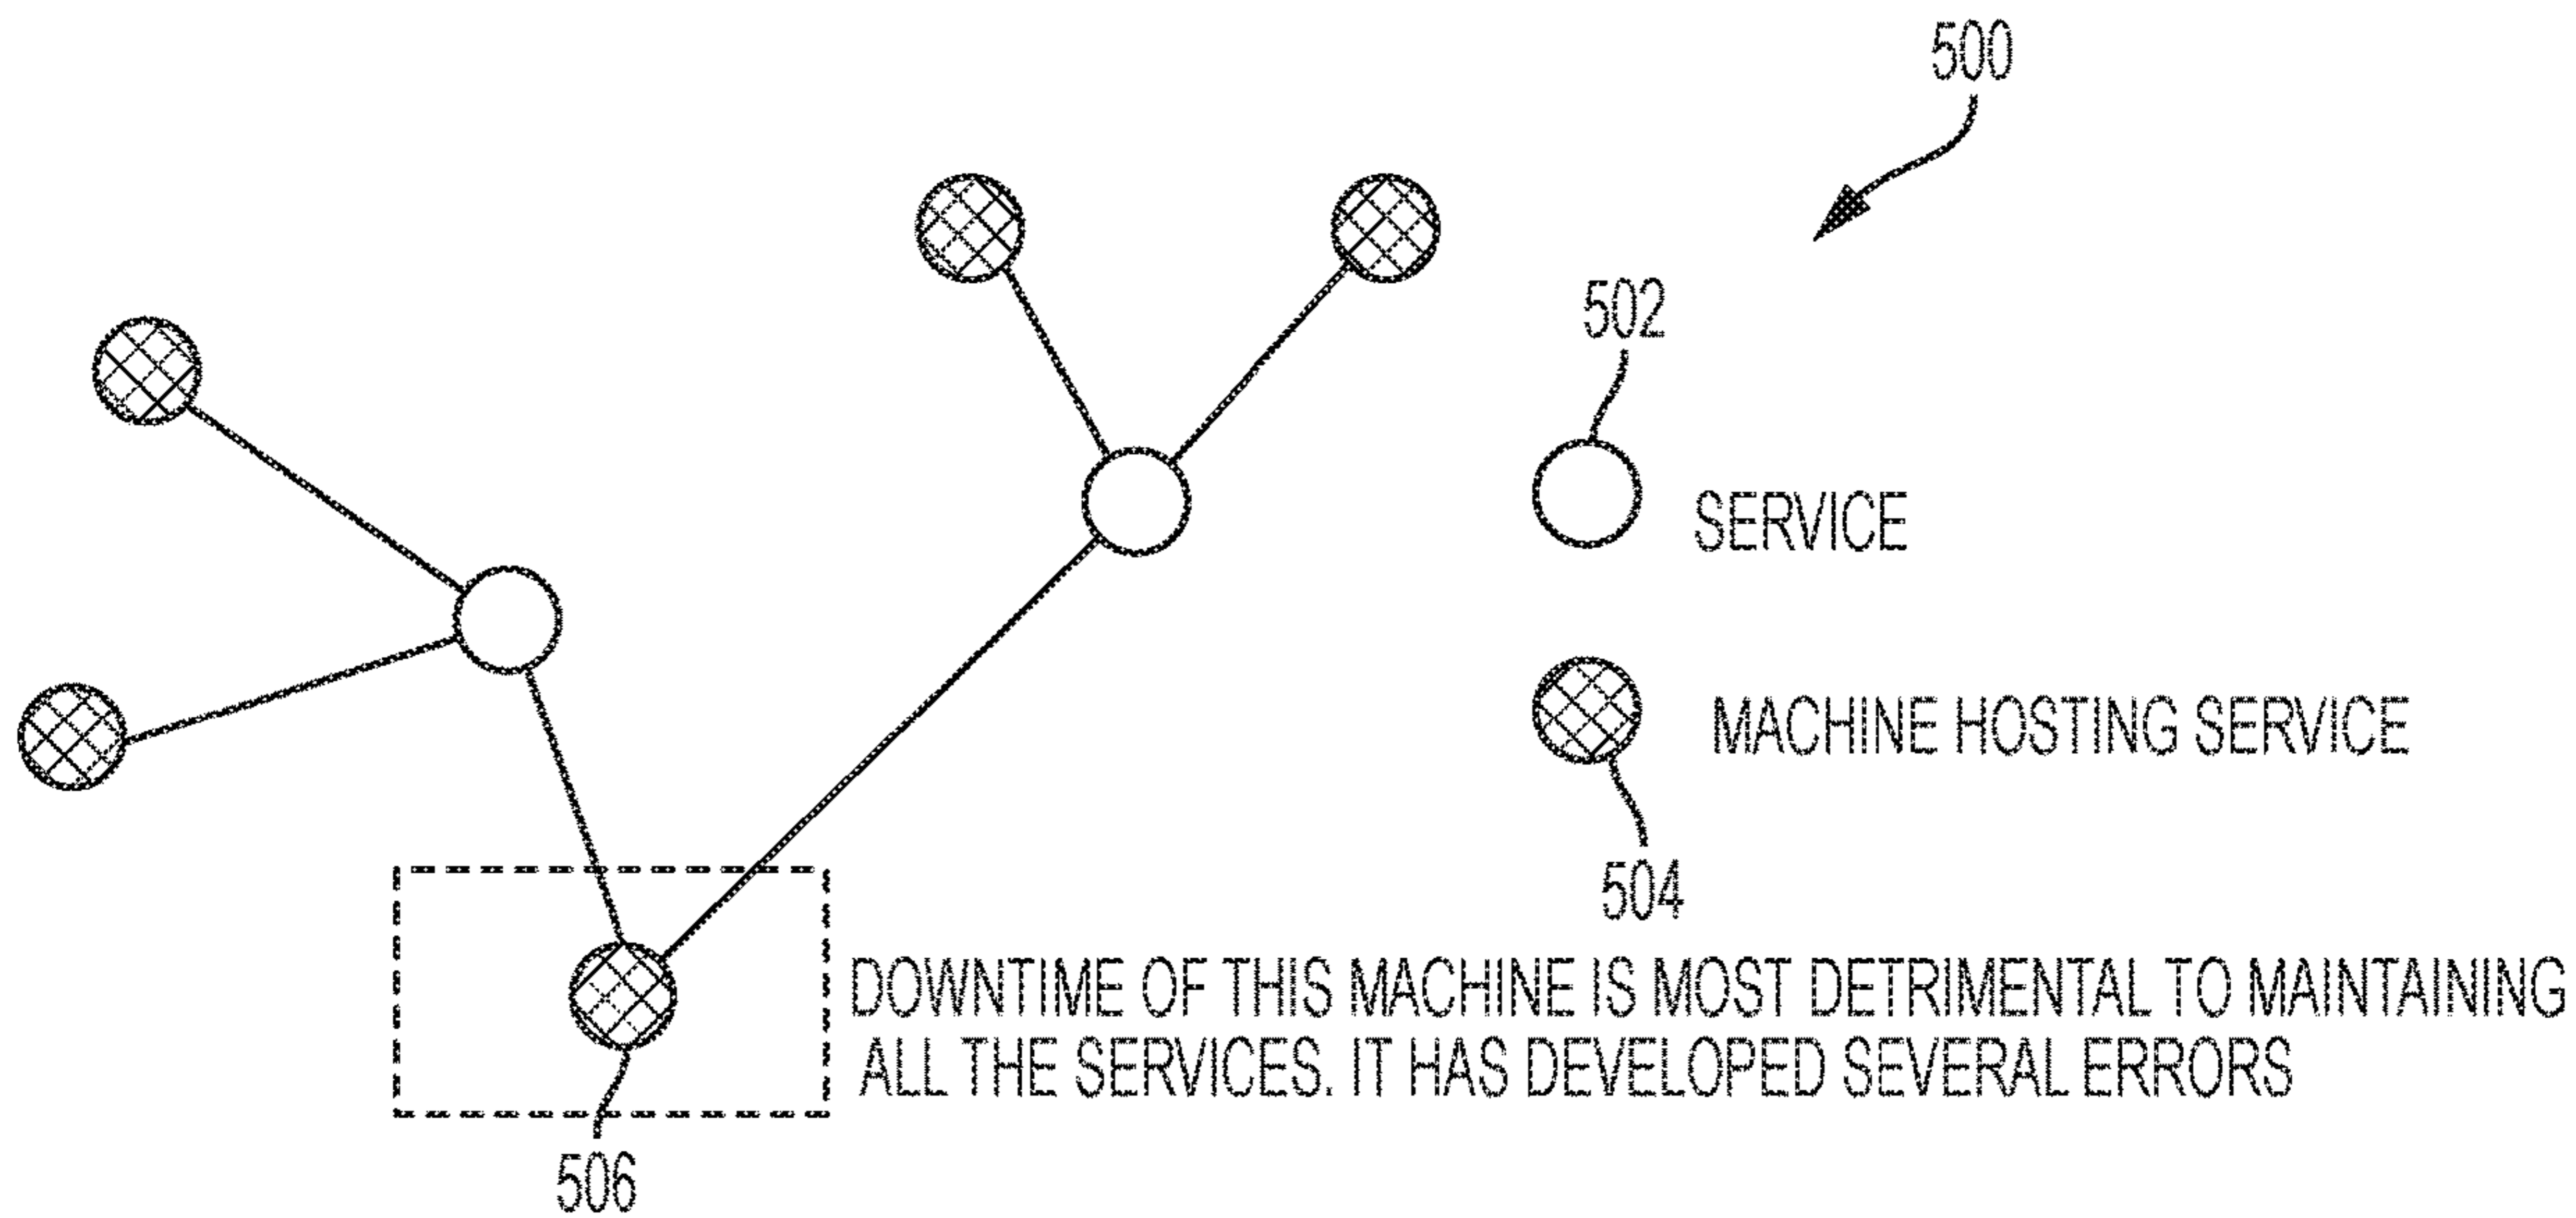 500
502
SERVICE
MACHINE HOSTING SERVICE
504
DOWNTIME OF THIS MACHINE IS MOST DETRIMENTAL TO MAINTAINING
ALL THE SERVICES. IT HAS DEVELOPED SEVERAL ERRORS
506